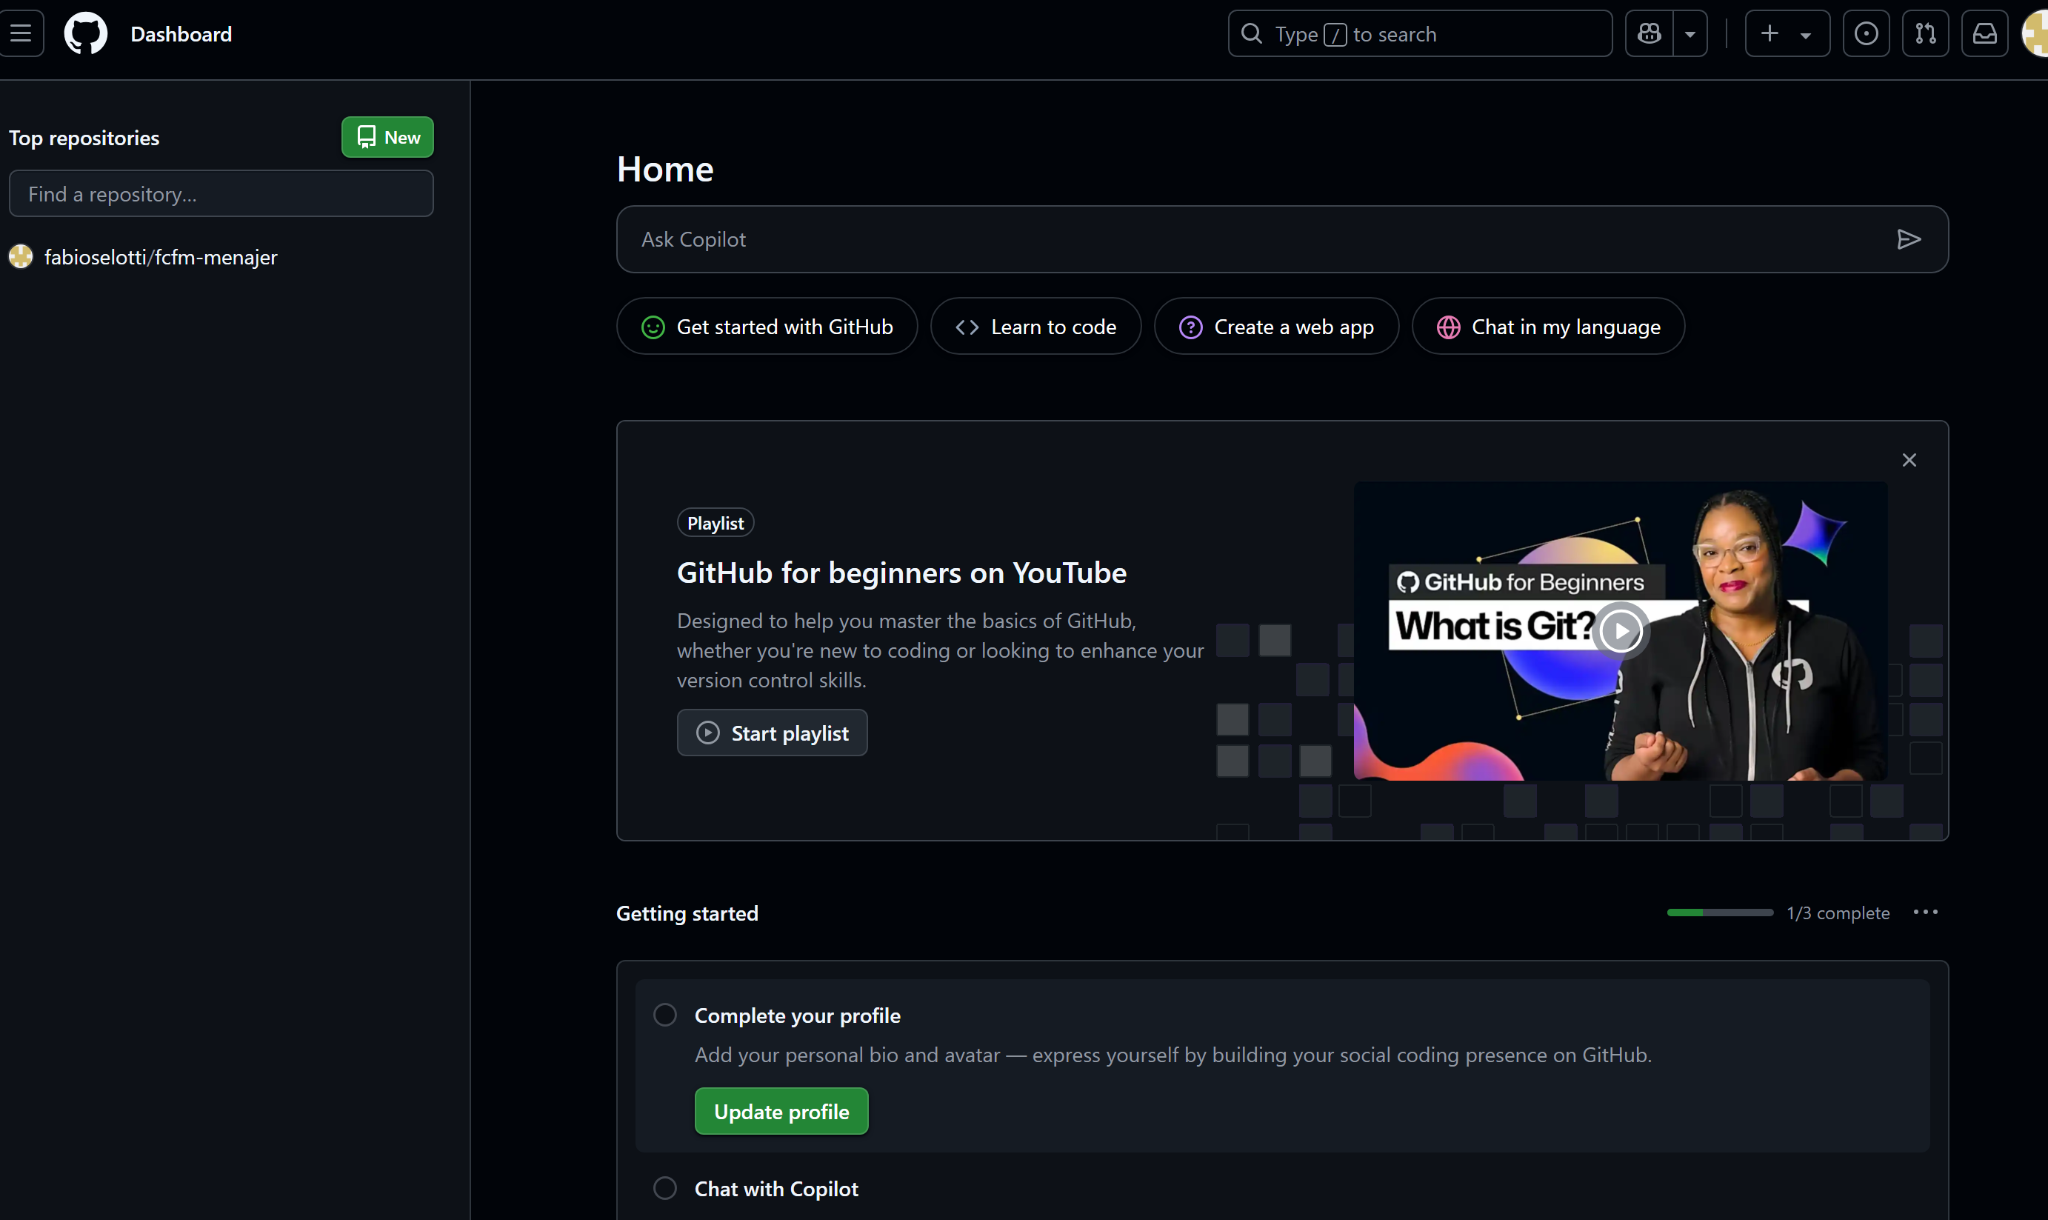 Dashboard
Type / to search
Top repositories
New
Find a repository...
fabioselotti/fcfm-menajer
Home
Ask Copilot
Get started with GitHub
Learn to code
Create a web app
Chat in my language
Playlist
GitHub for beginners on YouTube
Designed to help you master the basics of GitHub,
whether you're new to coding or looking to enhance your
version control skills.
Start playlist
GitHub for Beginners
What is Git?
Getting started
1/3 complete
Complete your profile
Add your personal bio and avatar — express yourself by building your social coding presence on GitHub.
Update profile
Chat with Copilot